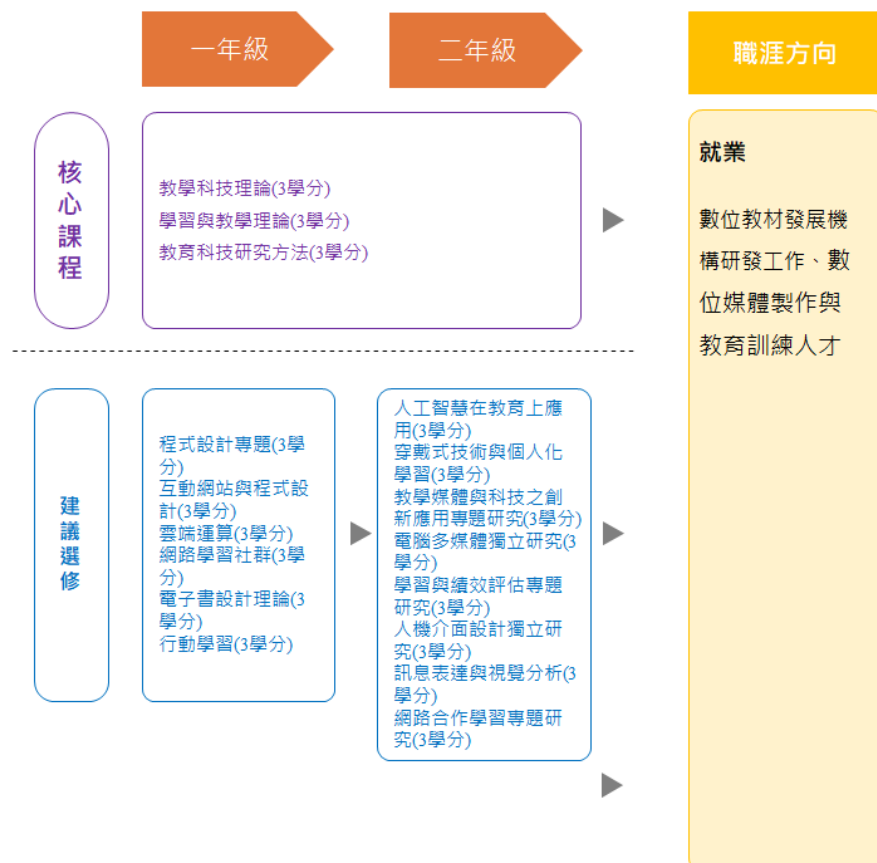 一年級
二年級
職涯方向
核
心
課
程
教學科技理論(3學分)
學習與教學理論(3學分)
教育科技研究方法(3學分)
就業
數位教材發展機
構研發工作、數
位媒體製作與
教育訓練人才
建
議
選
修
程式設計專題(3學
分)
互動網站與程式設
計(3學分)
雲端運算(3學分)
網路學習社群(3學
分)
電子書設計理論(3
學分)
行動學習(3學分)
人工智慧在教育上應
用(3學分)
穿戴式技術與個人化
學習(3學分)
教學媒體與科技之創
新應用專題研究(3學分)
電腦多媒體獨立研究(3
學分)
學習與績效評估專題
研究(3學分)
人機介面設計獨立研
究(3學分)
訊息表達與視覺分析(3
學分)
網路合作學習專題研
究(3學分)